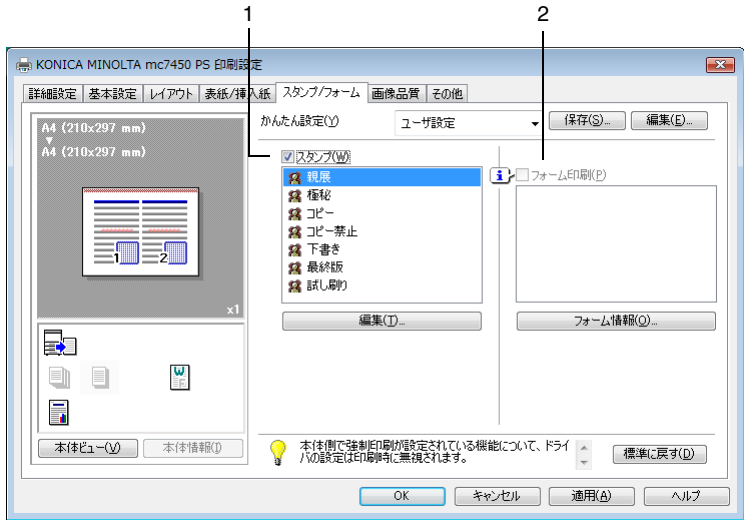 1 2
KONICA MINOLTA mc7450 PS 印刷設定
詳細設定 基本設定 レイアウト 表紙/挿入紙 スタンプ/フォーム 画像品質 その他
A4 (210x297 mm)
A4 (210x297 mm)
1 2
x1
本体ビュー(V) 本体情報(I)
かんたん設定(Y) ユーザ設定 保存(S)... 編集(E)...
スタンプ(W)
親展
極秘
コピー
コピー禁止
下書き
最終版
試し刷り
編集(T)...
フォーム印刷(P)
フォーム情報(O)...
本体側で強制印刷が設定されている機能について、ドライ
バの設定は印刷時に無視されます。
標準に戻す(D)
OK キャンセル 適用(A) ヘルプ